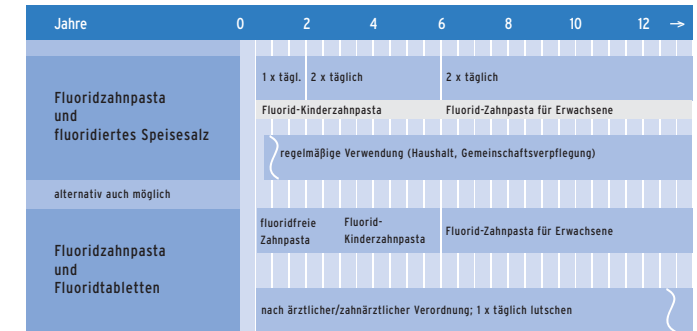 Jahre 0 2 4 6 8 10 12 →
1 x tägl. 2 x täglich 2 x täglich
Fluoridzahnpasta
und
fluoridiertes Speisesalz
Fluorid-Kinderzahnpasta Fluorid-Zahnpasta für Erwachsene
regelmäßige Verwendung (Haushalt, Gemeinschaftsverpflegung)
alternativ auch möglich
Fluoridzahnpasta
und
Fluoridtabletten
fluoridfreie
Zahnpasta
Fluorid-
Kinderzahnpasta
Fluorid-Zahnpasta für Erwachsene
nach ärztlicher/zahnärztlicher Verordnung; 1 x täglich lutschen